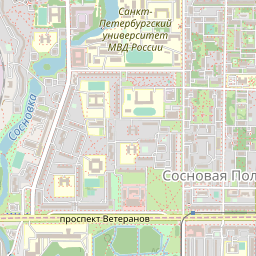 Санкт-
Петербургский
университет
МВД России
Сосновка
Сосновая Пол
проспект Ветеранов